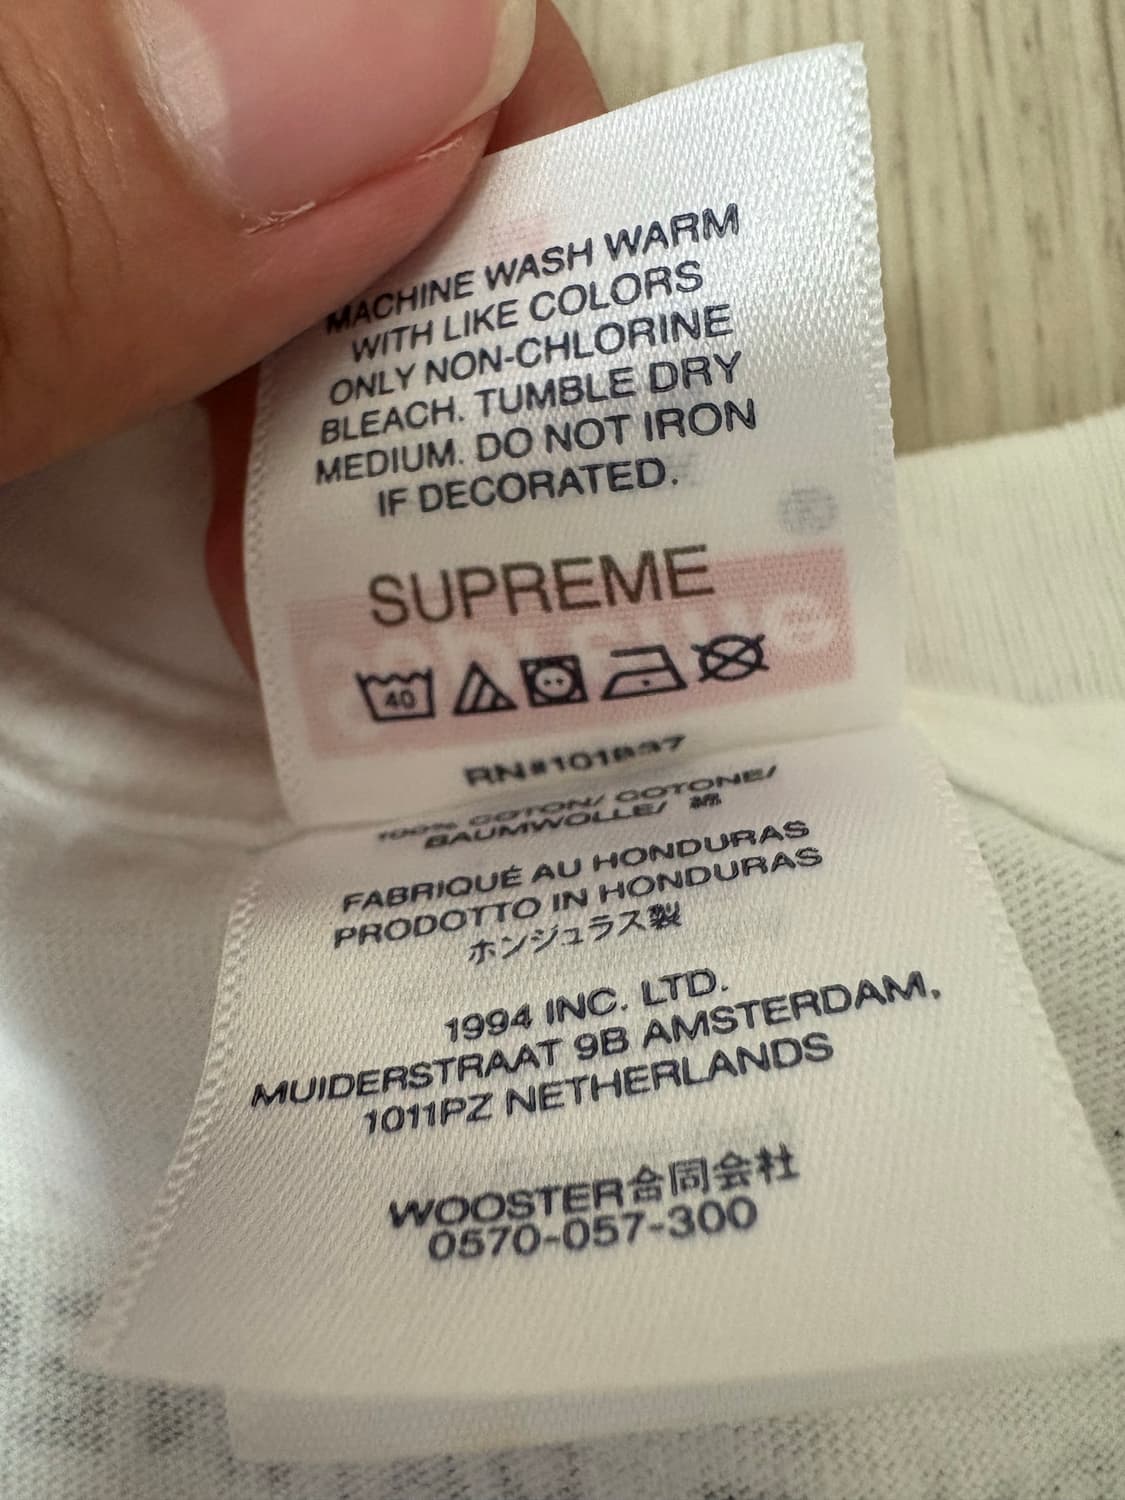 MACHINE WASH WARM
WITH LIKE COLORS
ONLY NON-CHLORINE
BLEACH. TUMBLE DRY
MEDIUM. DO NOT IRON
IF DECORATED.
SUPREME
40
RN#101837
100% COTON/ COTONE/
BAUMWOLLE/ 綿
FABRIQUÉ AU HONDURAS
PRODOTTO IN HONDURAS
ホンジュラス製
1994 INC. LTD.
MUIDERSTRAAT 9B AMSTERDAM,
1011PZ NETHERLANDS
WOOSTER合同会社
0570-057-300